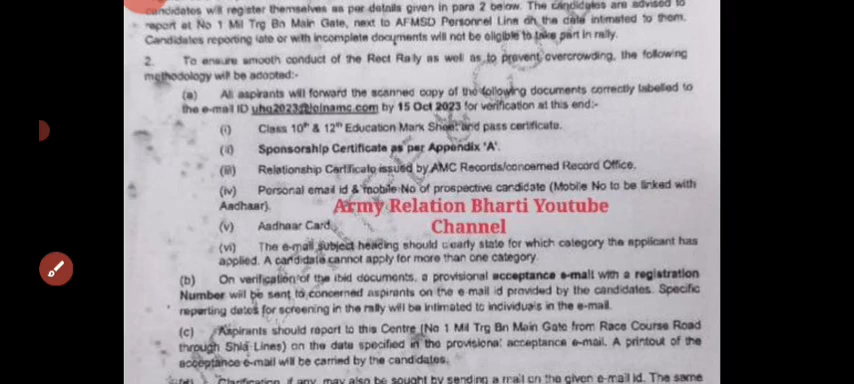 candidates will register themselves as per details given in para 2 below. The candidates are advised to
report at No 1 Mil Trg Bn Main Gate, next to AFMSD Personnel Line on the date intimated to them.
Candidates reporting late or with incomplete documents will not be eligible to take part in rally.
2. To ensure smooth conduct of the Rect Rally as well as to prevent overcrowding, the following
methodology will be adopted:-
(a) All aspirants will forward the scanned copy of the following documents correctly labelled to
the e-mail ID uhq2023@joinamc.com by 15 Oct 2023 for verification at this end:-
(i) Class 10th & 12th Education Mark Sheet and pass certificate.
(ii) Sponsorship Certificate as per Appendix 'A'.
(iii) Relationship Certificate issued by AMC Records/concerned Record Office.
(iv) Personal email id & mobile No of prospective candidate (Mobile No to be linked with
Aadhaar).
Army Relation Bharti Youtube
Channel
(v) Aadhaar Card.
(vi) The e-mail subject heading should clearly state for which category the applicant has
applied. A candidate cannot apply for more than one category.
(b) On verification of the ibid documents, a provisional acceptance e-mail with a registration
Number will be sent to concerned aspirants on the e-mail id provided by the candidates. Specific
reporting dates for screening in the rally will be intimated to individuals in the e-mail.
(c) Aspirants should report to this Centre (No 1 Mil Trg Bn Main Gate from Race Course Road
through Shia Lines) on the date specified in the provisional acceptance e-mail. A printout of the
acceptance e-mail will be carried by the candidates.
Clarification if any, may also be sought by sending a mail on the given e-mail id. The same